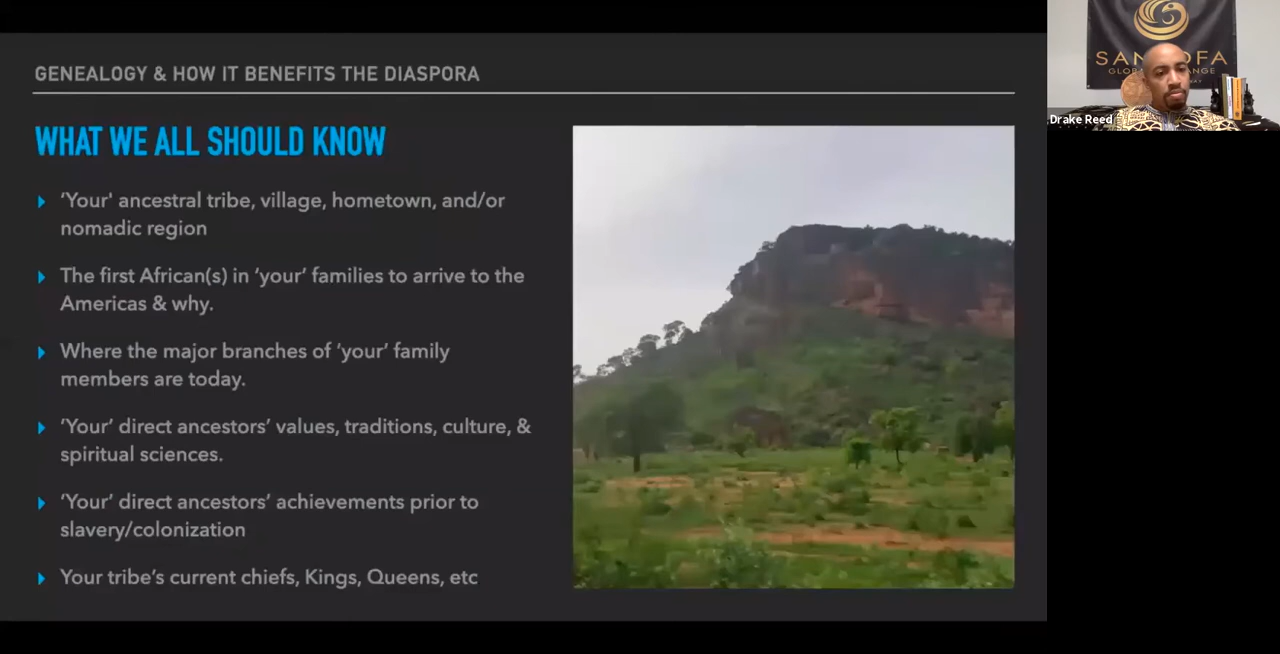 GENEALOGY & HOW IT BENEFITS THE DIASPORA
WHAT WE ALL SHOULD KNOW
‘Your' ancestral tribe, village, hometown, and/or
nomadic region
The first African(s) in ‘your’ families to arrive to the
Americas & why.
Where the major branches of ‘your’ family
members are today.
‘Your’ direct ancestors’ values, traditions, culture, &
spiritual sciences.
‘Your’ direct ancestors’ achievements prior to
slavery/colonization
Your tribe’s current chiefs, Kings, Queens, etc
Drake Reed